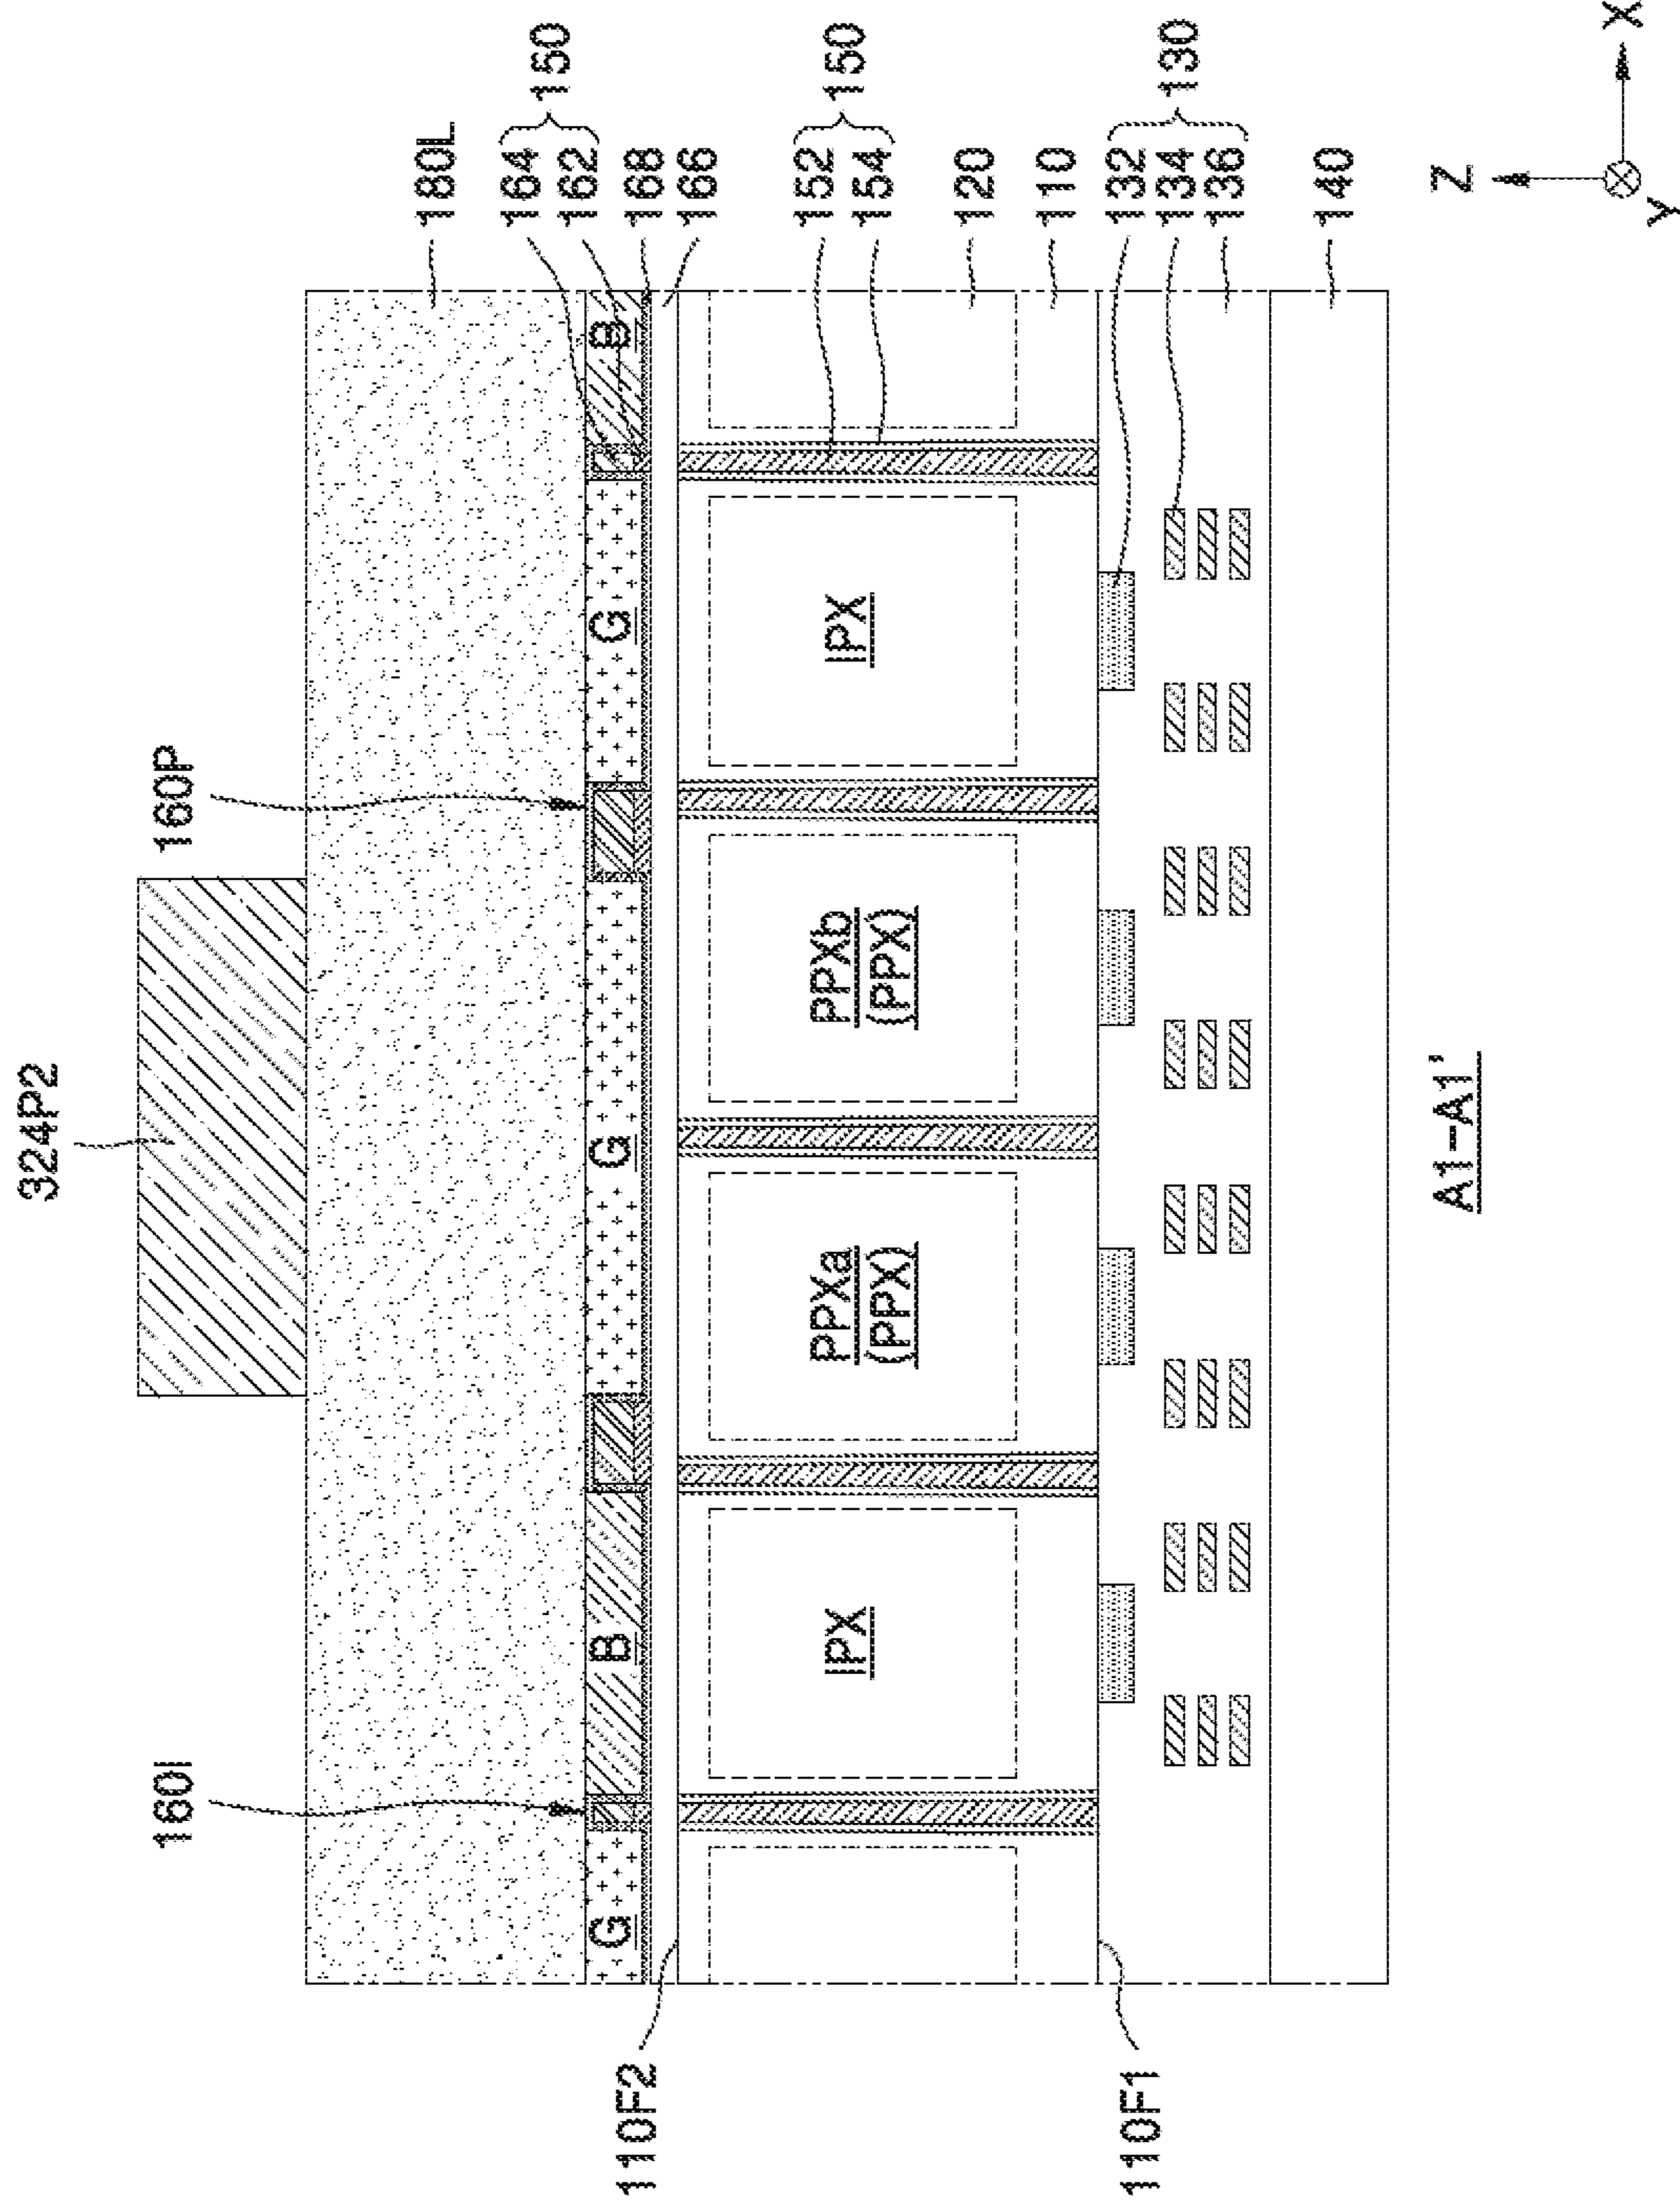 324P2
160I
160P
180L
164
162
150
168
166
G
B
G
G
B
152
154
150
IPX
PPXa
(PPX)
PPXb
(PPX)
IPX
120
110
132
134
136
130
140
110F2
110F1
A1-A1'
Z
Y
X